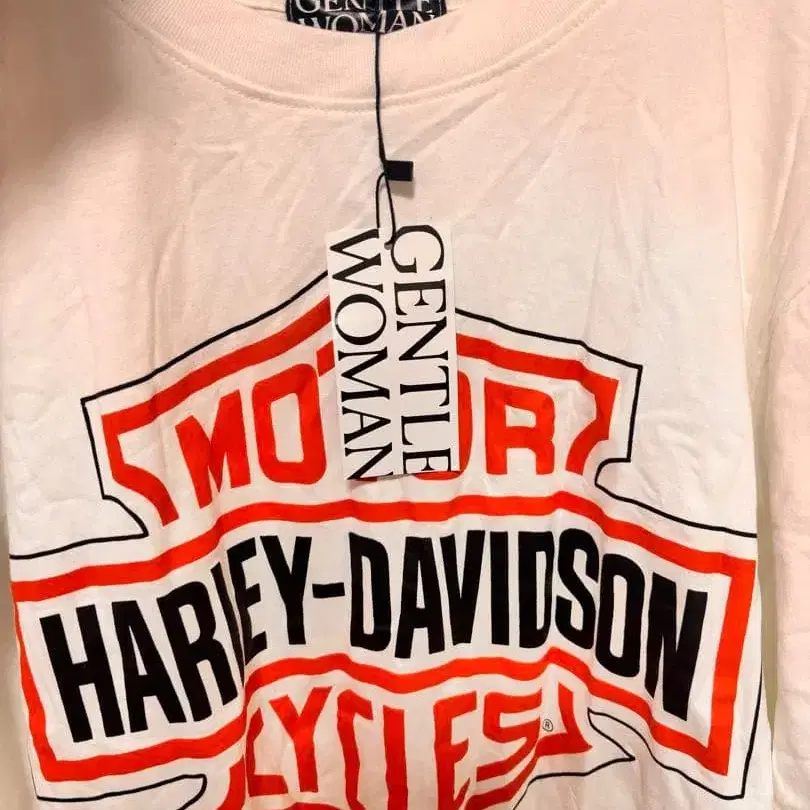 GENTLE
WOMAN
GENTLE
WOMAN
MOTOR
HARLEY-DAVIDSON
CYCLES
®